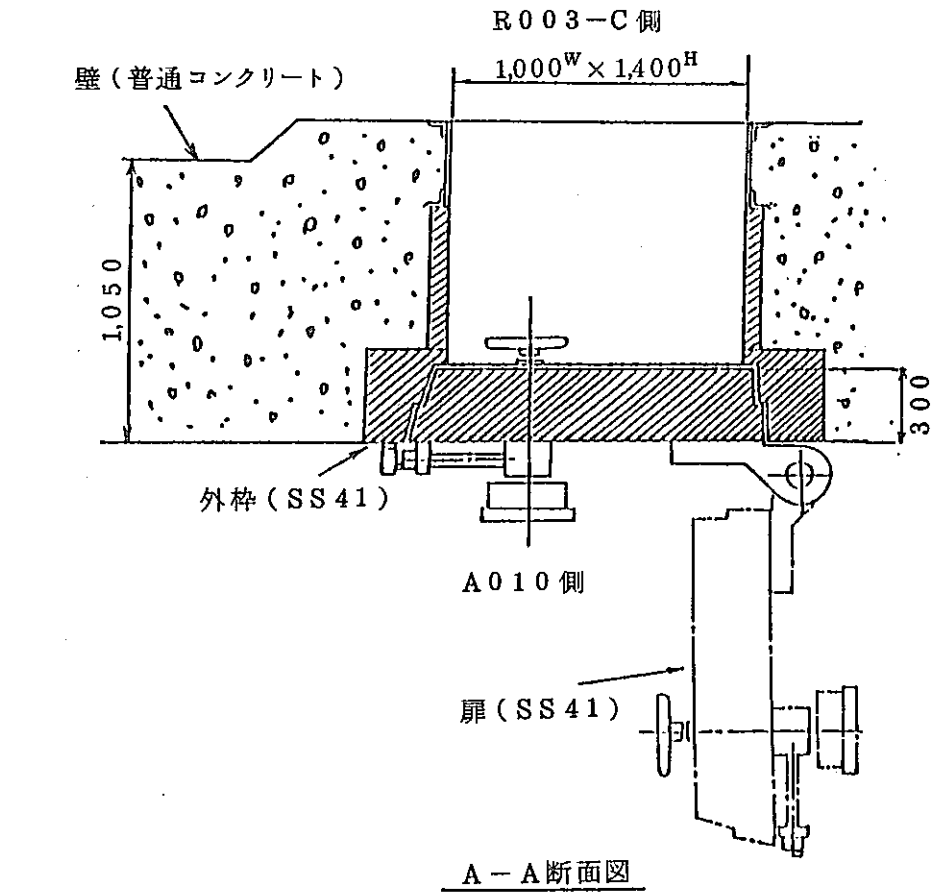 R003-C側
1,000ᵂ×1,400ᴴ
壁(普通コンクリート)
1,050
300
外枠(SS41)
A010側
扉(SS41)
A-A断面図